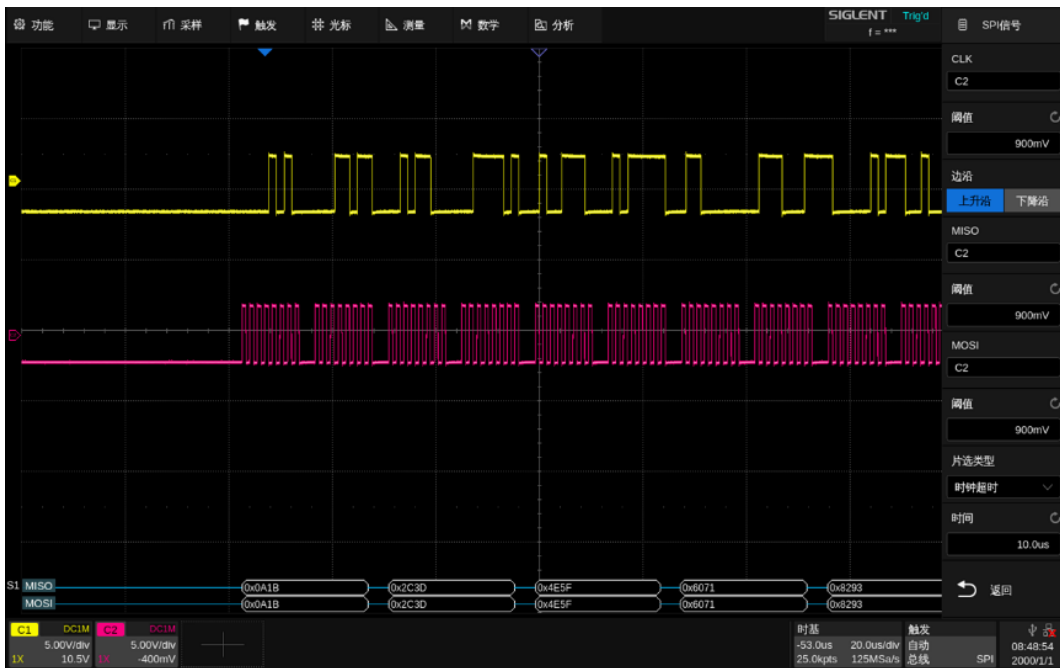 功能 显示 采样 触发 光标 测量 数学 分析
SIGLENT Trig'd
f = ***
SPI信号
CLK
C2
阈值
900mV
边沿
上升沿 下降沿
MISO
C2
阈值
900mV
MOSI
C2
阈值
900mV
片选类型
时钟超时
时间
10.0us
返回
S1 MISO 0x0A1B 0x2C3D 0x4E5F 0x6071 0x8293
MOSI 0x0A1B 0x2C3D 0x4E5F 0x6071 0x8293
C1 DC1M C2 DC1M
5.00V/div 5.00V/div
1X 10.5V 1X -400mV
时基 触发
-53.0us 20.0us/div 自动
25.0kpts 125MSa/s 总线 SPI
08:48:54
2000/1/1